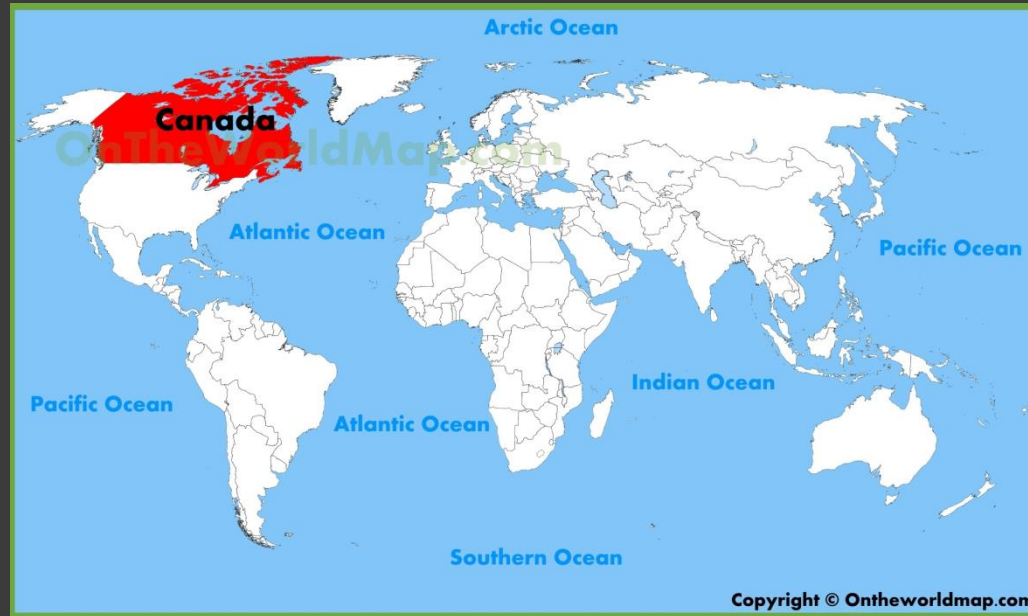 Arctic Ocean
Canada
OnTheWorldMap.com
Atlantic Ocean
Pacific Ocean
Indian Ocean
Pacific Ocean
Atlantic Ocean
Southern Ocean
Copyright © Ontheworldmap.com